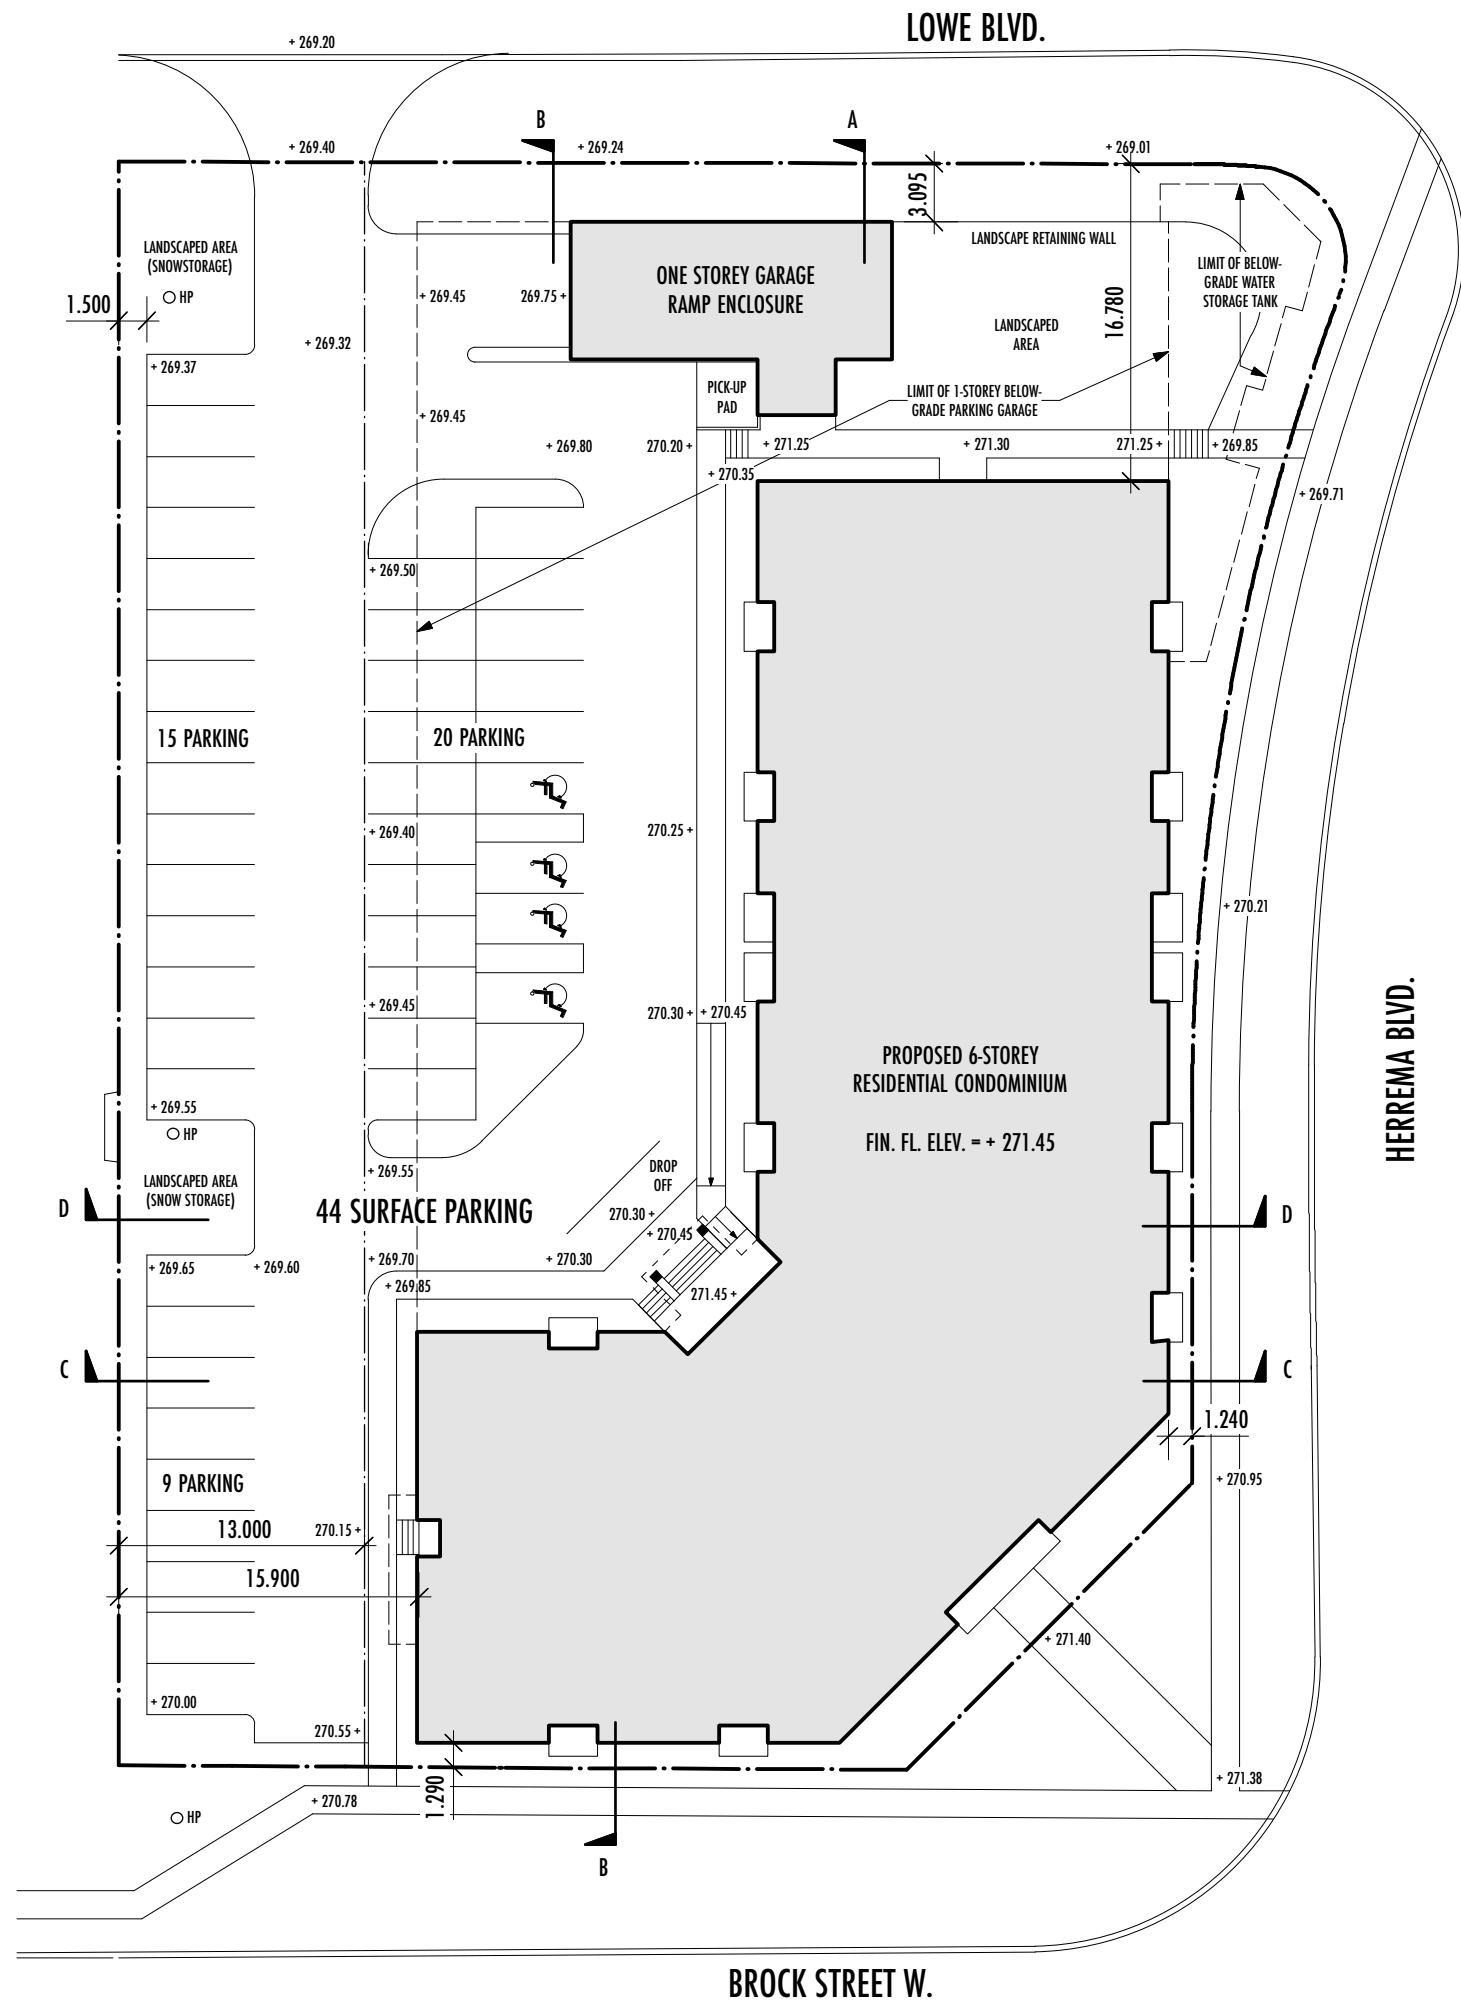 LOWE BLVD.
+ 269.20
B
A
+ 269.40
+ 269.24
+ 269.01
3.095
LANDSCAPED AREA
(SNOWSTORAGE)
HP
1.500
LANDSCAPE RETAINING WALL
LIMIT OF BELOW-
GRADE WATER
STORAGE TANK
ONE STOREY GARAGE
RAMP ENCLOSURE
+ 269.45
269.75 +
16.780
LANDSCAPED
AREA
+ 269.32
+ 269.37
PICK-UP
PAD
LIMIT OF 1-STOREY BELOW-
GRADE PARKING GARAGE
+ 269.45
+ 269.80
270.20 +
+ 271.25
+ 271.30
271.25 +
+ 269.85
+ 270.35
+ 269.71
+ 269.50
15 PARKING
20 PARKING
+ 269.40
270.25 +
+ 270.21
+ 269.45
270.30 +
+ 270.45
HERREMA BLVD.
PROPOSED 6-STOREY
RESIDENTIAL CONDOMINIUM
FIN. FL. ELEV. = + 271.45
+ 269.55
HP
LANDSCAPED AREA
(SNOW STORAGE)
+ 269.55
DROP
OFF
D
44 SURFACE PARKING
270.30 +
+ 270.45
D
+ 269.65
+ 269.60
+ 269.70
+ 270.30
+ 269.85
271.45 +
C
C
1.240
9 PARKING
+ 270.95
13.000
270.15 +
15.900
+ 271.40
+ 270.00
270.55 +
1.290
+ 271.38
+ 270.78
HP
B
BROCK STREET W.